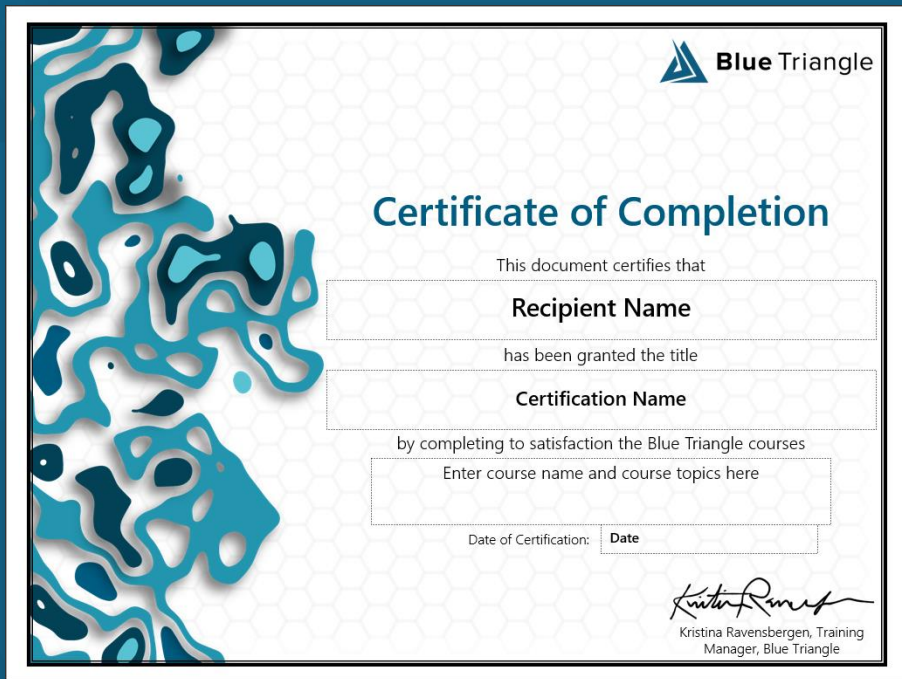 Blue Triangle
Certificate of Completion
This document certifies that
Recipient Name
has been granted the title
Certification Name
by completing to satisfaction the Blue Triangle courses
Enter course name and course topics here
Date of Certification: Date
Kristina Ravensbergen, Training
Manager, Blue Triangle